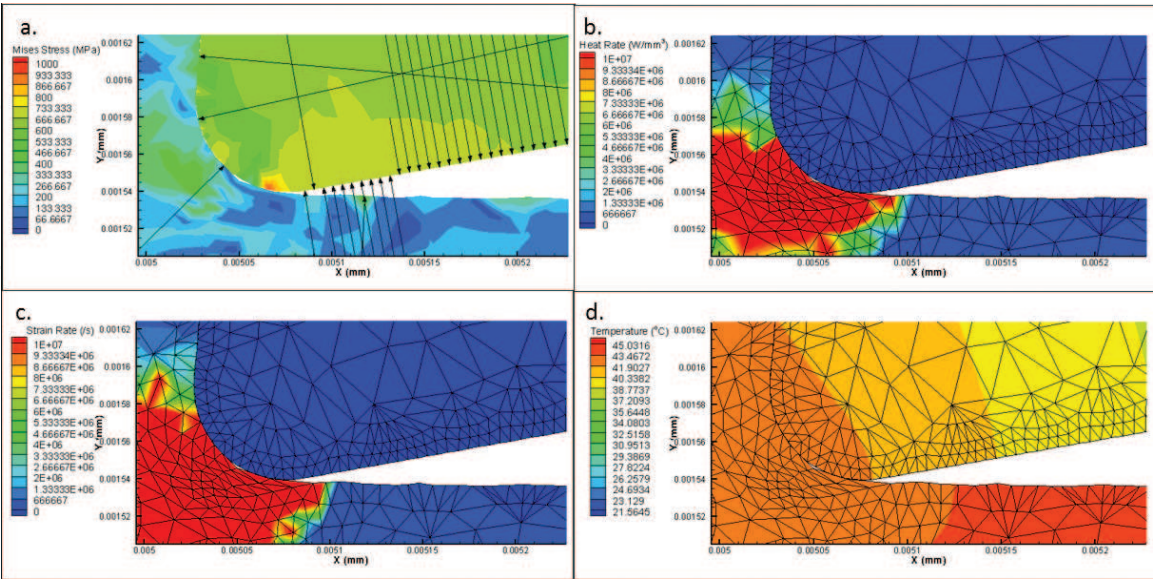 a.
Mises Stress (MPa)
1000
933.333
866.667
800
733.333
666.667
600
533.333
466.667
400
333.333
266.667
200
133.333
66.6667
0
Y (mm)
0.00162
0.0016
0.00158
0.00156
0.00154
0.00152
0.005
0.00505
0.0051
0.00515
0.0052
X (mm)
b.
Heat Rate (W/mm³)
1E+07
9.33334E+06
8.66667E+06
8E+06
7.33333E+06
6.66667E+06
6E+06
5.33333E+06
4.66667E+06
4E+06
3.33333E+06
2.66667E+06
2E+06
1.33333E+06
666667
0
Y (mm)
0.00162
0.0016
0.00158
0.00156
0.00154
0.00152
0.005
0.00505
0.0051
0.00515
0.0052
X (mm)
c.
Strain Rate (/s)
1E+07
9.33334E+06
8.66667E+06
8E+06
7.33333E+06
6.66667E+06
6E+06
5.33333E+06
4.66667E+06
4E+06
3.33333E+06
2.66667E+06
2E+06
1.33333E+06
666667
0
Y (mm)
0.00162
0.0016
0.00158
0.00156
0.00154
0.00152
0.005
0.00505
0.0051
0.00515
0.0052
X (mm)
d.
Temperature (°C)
45.0316
43.4672
41.9027
40.3382
38.7737
37.2093
35.6448
34.0803
32.5158
30.9513
29.3869
27.8224
26.2579
24.6934
23.129
21.5645
Y (mm)
0.00162
0.0016
0.00158
0.00156
0.00154
0.00152
0.005
0.00505
0.0051
0.00515
0.0052
X (mm)